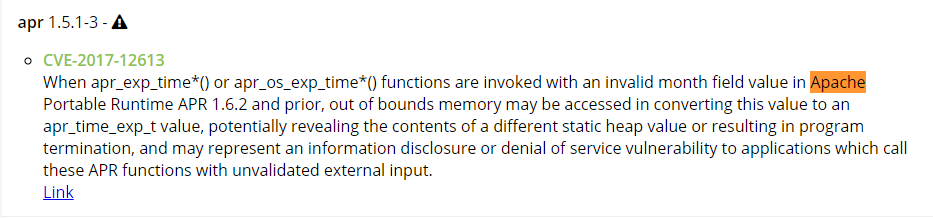 apr 1.5.1-3 -
CVE-2017-12613
When apr_exp_time*() or apr_os_exp_time*() functions are invoked with an invalid month field value in Apache
Portable Runtime APR 1.6.2 and prior, out of bounds memory may be accessed in converting this value to an
apr_time_exp_t value, potentially revealing the contents of a different static heap value or resulting in program
termination, and may represent an information disclosure or denial of service vulnerability to applications which call
these APR functions with unvalidated external input.
Link